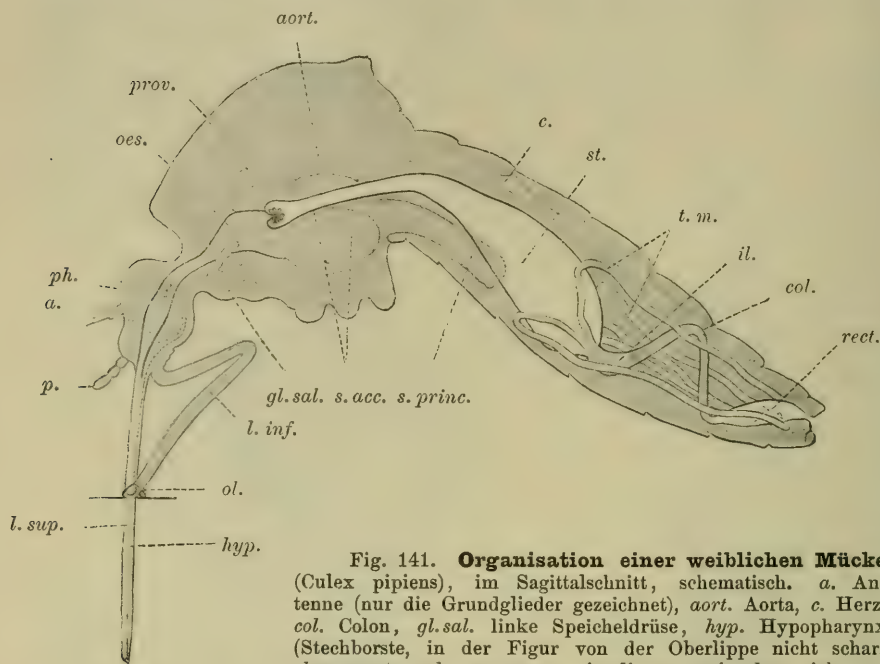 aort.
prov.
oes.
c.
st.
t. m.
il.
ph.
a.
col.
rect.
p.
gl. sal. s. acc. s. princ.
l. inf.
ol.
l. sup.
hyp.
Fig. 141. Organisation einer weiblichen Mücke
(Culex pipiens), im Sagittalschnitt, schematisch. a. An-
tenne (nur die Grundglieder gezeichnet), aort. Aorta, c. Herz
col. Colon, gl. sal. linke Speicheldrüse, hyp. Hypopharynx
(Stechborste, in der Figur von der Oberlippe nicht schar